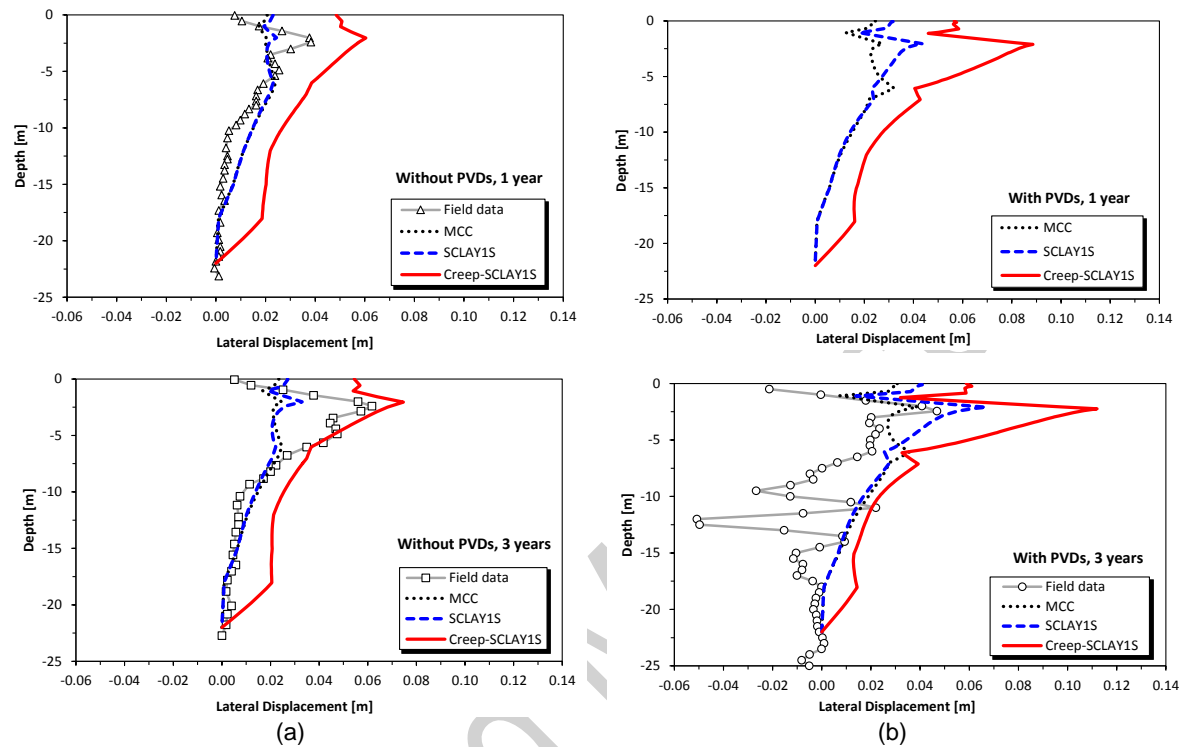 0
-5
-10
-15
-20
-25
Depth [m]
-0.06 -0.04 -0.02 0.00 0.02 0.04 0.06 0.08 0.10 0.12 0.14
Lateral Displacement [m]
Without PVDs, 1 year
Field data
MCC
SCLAY1S
Creep-SCLAY1S
0
-5
-10
-15
-20
-25
Depth [m]
-0.06 -0.04 -0.02 0.00 0.02 0.04 0.06 0.08 0.10 0.12 0.14
Lateral Displacement [m]
With PVDs, 1 year
MCC
SCLAY1S
Creep-SCLAY1S
0
-5
-10
-15
-20
-25
Depth [m]
-0.06 -0.04 -0.02 0.00 0.02 0.04 0.06 0.08 0.10 0.12 0.14
Lateral Displacement [m]
Without PVDs, 3 years
Field data
MCC
SCLAY1S
Creep-SCLAY1S
(a)
0
-5
-10
-15
-20
-25
Depth [m]
-0.06 -0.04 -0.02 0.00 0.02 0.04 0.06 0.08 0.10 0.12 0.14
Lateral Displacement [m]
With PVDs, 3 years
Field data
MCC
SCLAY1S
Creep-SCLAY1S
(b)